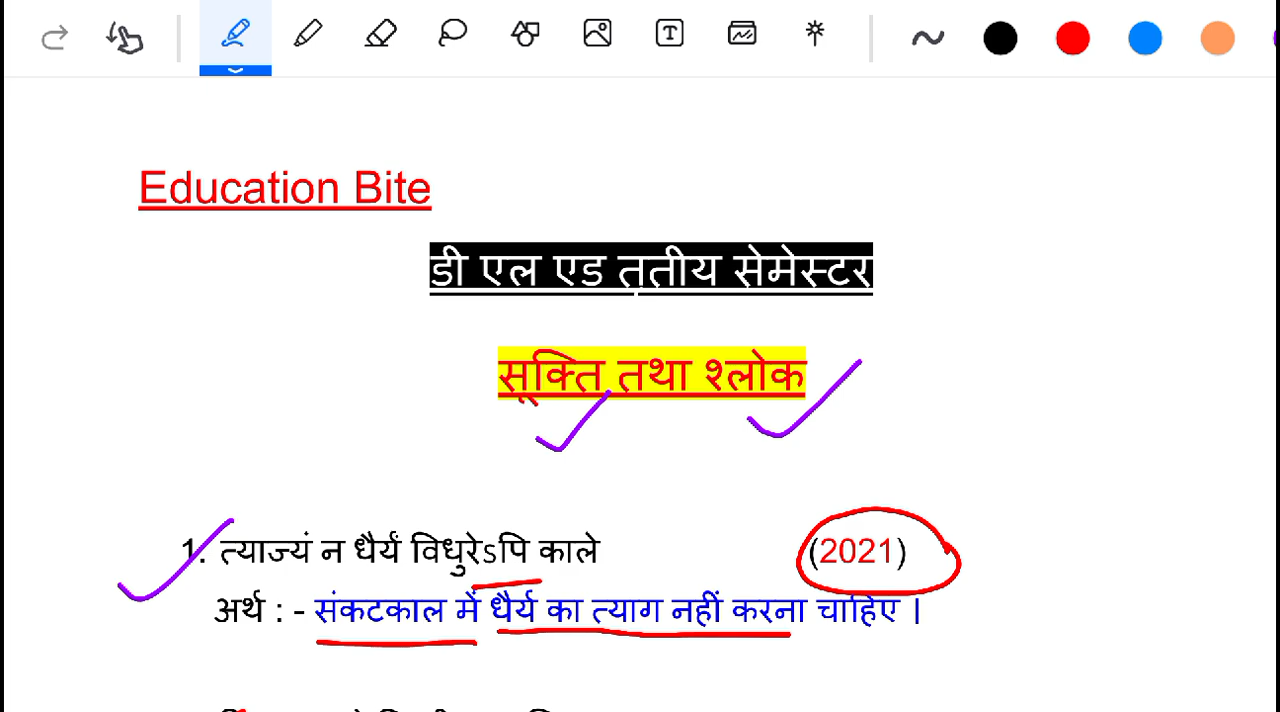 Education Bite
डी एल एड तृतीय सेमेस्टर
सूक्ति तथा श्लोक
1. त्याज्यं न धैर्यं विधुरेऽपि काले (2021)
अर्थ : - संकटकाल में धैर्य का त्याग नहीं करना चाहिए |